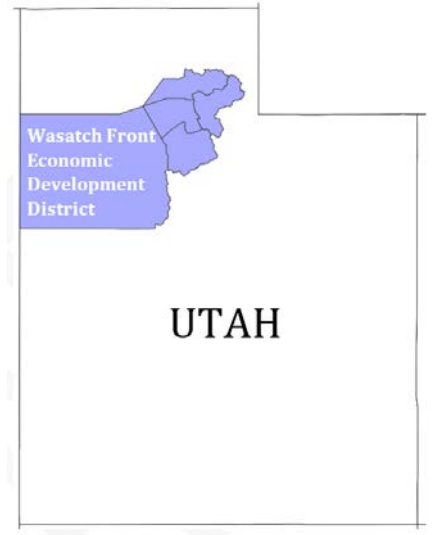 Wasatch Front
Economic
Development
District
UTAH